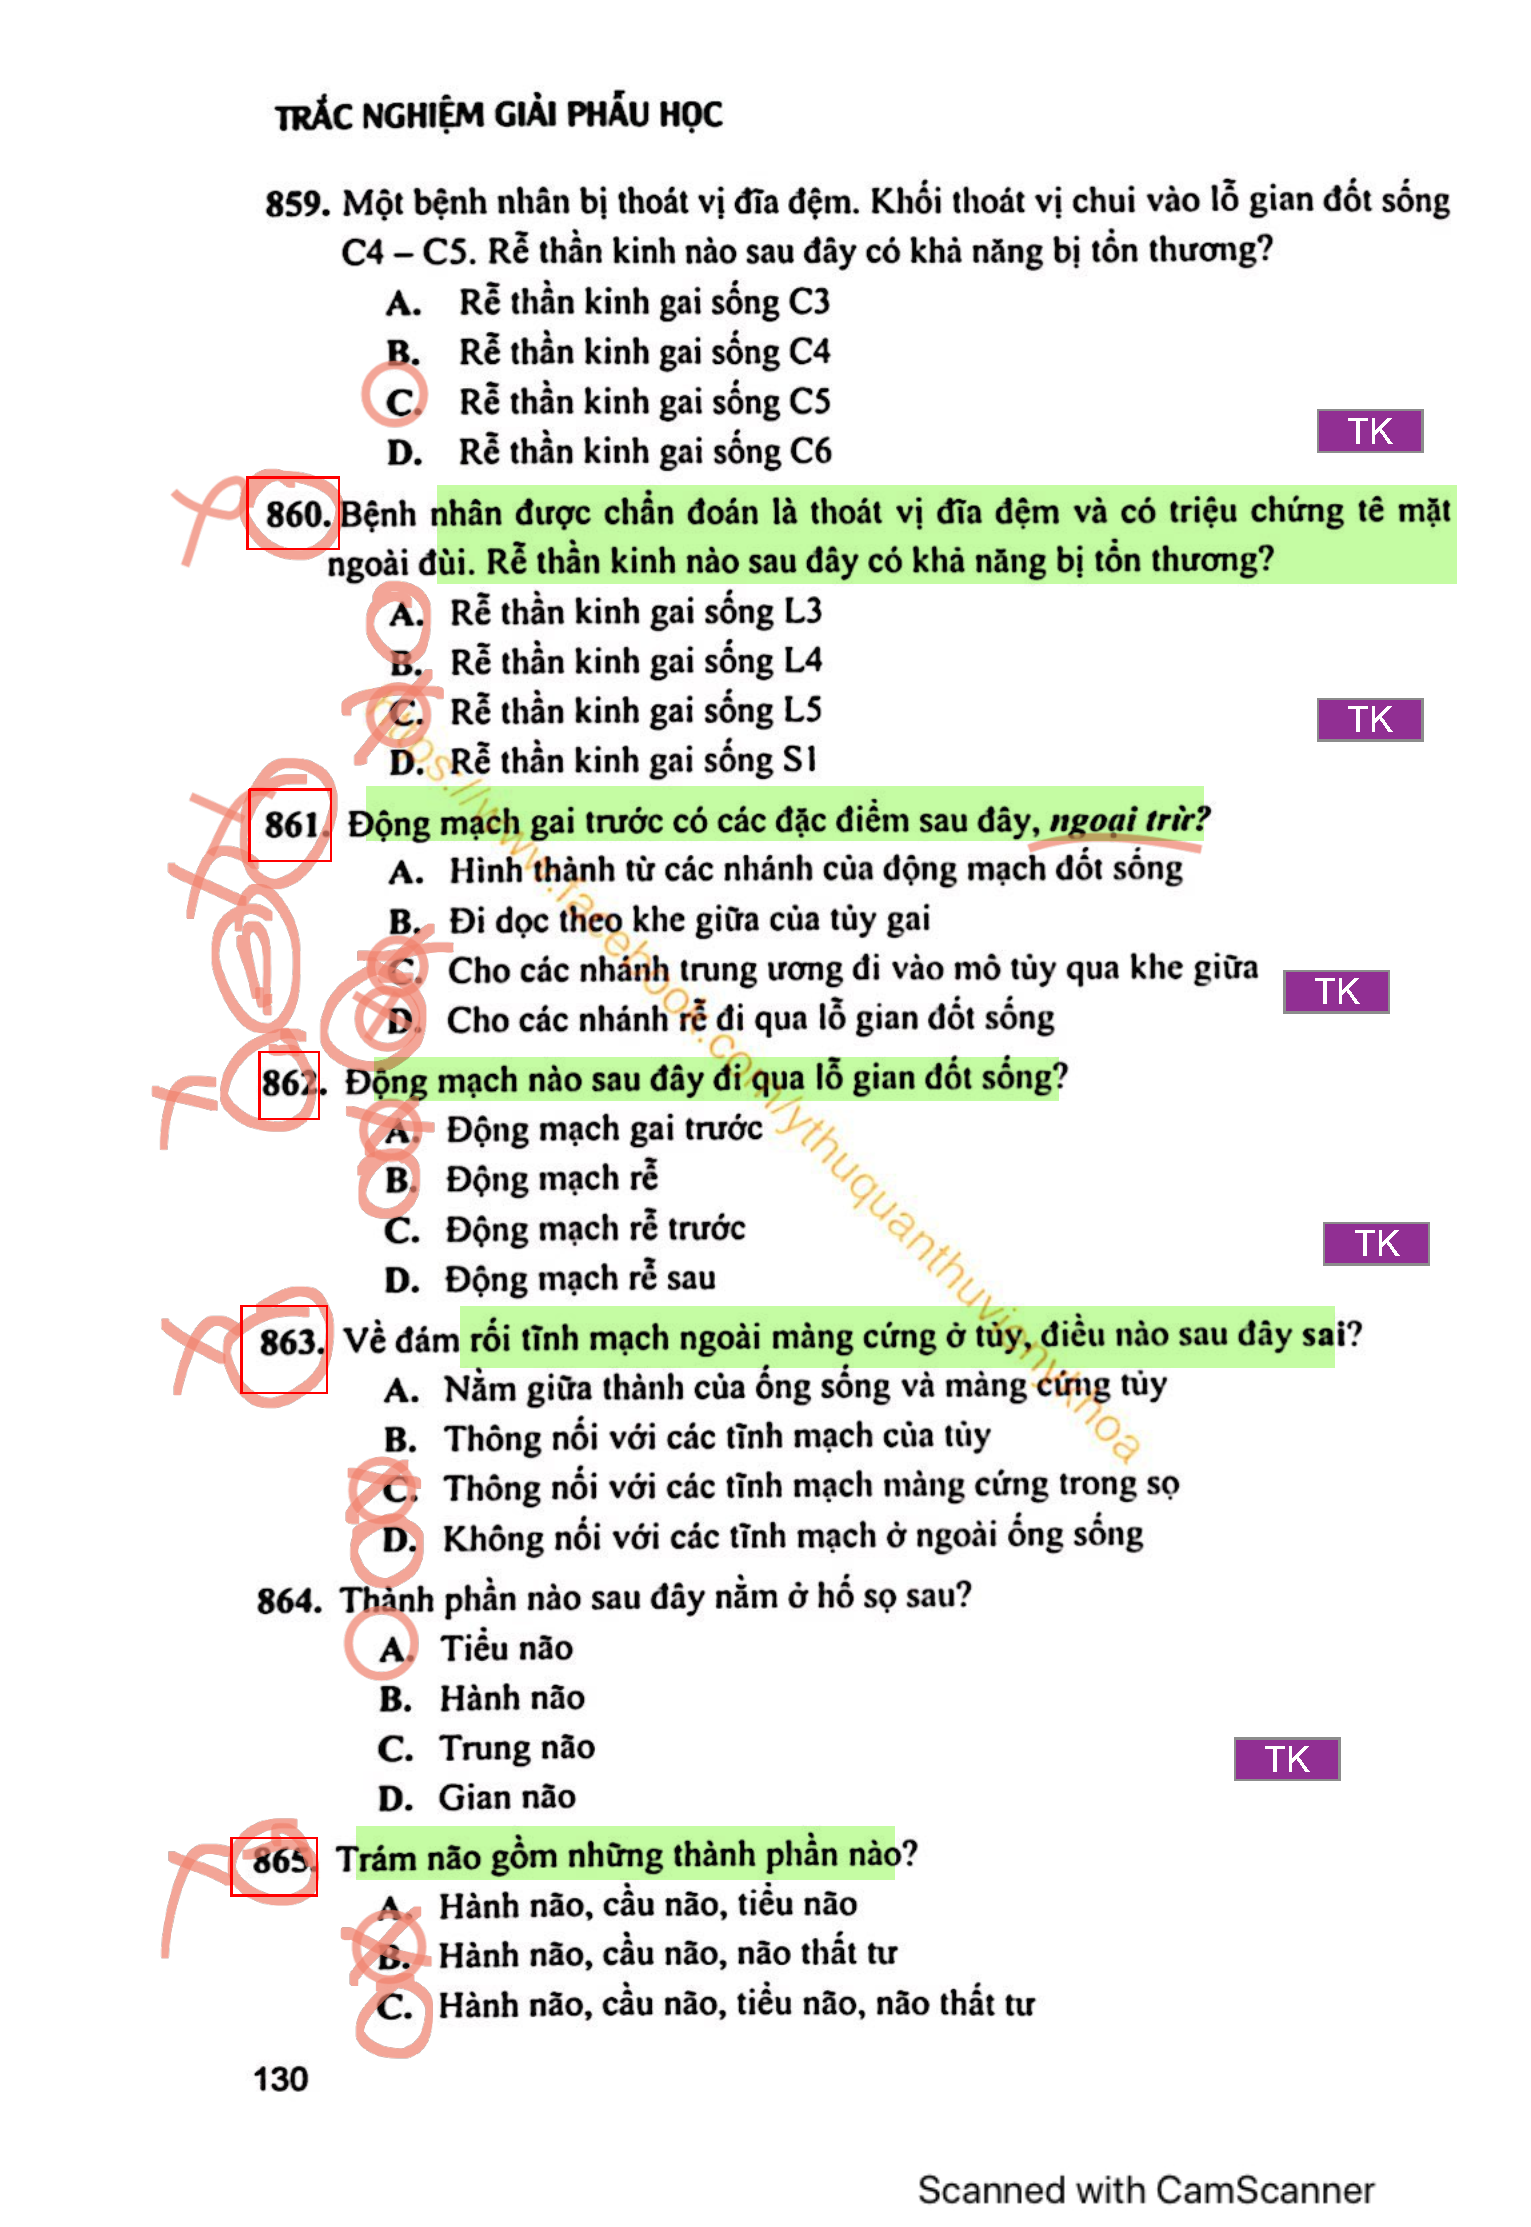 TRẮC NGHIỆM GIẢI PHẪU HỌC
859. Một bệnh nhân bị thoát vị đĩa đệm. Khối thoát vị chui vào lỗ gian đốt sống
C4 – C5. Rễ thần kinh nào sau đây có khả năng bị tổn thương?
A. Rễ thần kinh gai sống C3
B. Rễ thần kinh gai sống C4
C. Rễ thần kinh gai sống C5
TK
D. Rễ thần kinh gai sống C6
860. Bệnh nhân được chẩn đoán là thoát vị đĩa đệm và có triệu chứng tê mặt
ngoài đùi. Rễ thần kinh nào sau đây có khả năng bị tổn thương?
A. Rễ thần kinh gai sống L3
B. Rễ thần kinh gai sống L4
C. Rễ thần kinh gai sống L5
TK
D. Rễ thần kinh gai sống S1
861. Động mạch gai trước có các đặc điểm sau đây, ngoại trừ?
A. Hình thành từ các nhánh của động mạch đốt sống
B. Đi dọc theo khe giữa của tủy gai
C. Cho các nhánh trung ương đi vào mô tủy qua khe giữa
TK
D. Cho các nhánh rễ đi qua lỗ gian đốt sống
862. Động mạch nào sau đây đi qua lỗ gian đốt sống?
A. Động mạch gai trước
B. Động mạch rễ
C. Động mạch rễ trước
TK
D. Động mạch rễ sau
863. Về đám rối tĩnh mạch ngoài màng cứng ở tủy, điều nào sau đây sai?
A. Nằm giữa thành của ống sống và màng cứng tủy
B. Thông nối với các tĩnh mạch của tủy
C. Thông nối với các tĩnh mạch màng cứng trong sọ
D. Không nối với các tĩnh mạch ở ngoài ống sống
864. Thành phần nào sau đây nằm ở hố sọ sau?
A. Tiểu não
B. Hành não
C. Trung não
TK
D. Gian não
865. Trám não gồm những thành phần nào?
A. Hành não, cầu não, tiểu não
B. Hành não, cầu não, não thất tư
C. Hành não, cầu não, tiểu não, não thất tư
130
https://www.facebook.com/ythuquanthuvienykhoa
Scanned with CamScanner